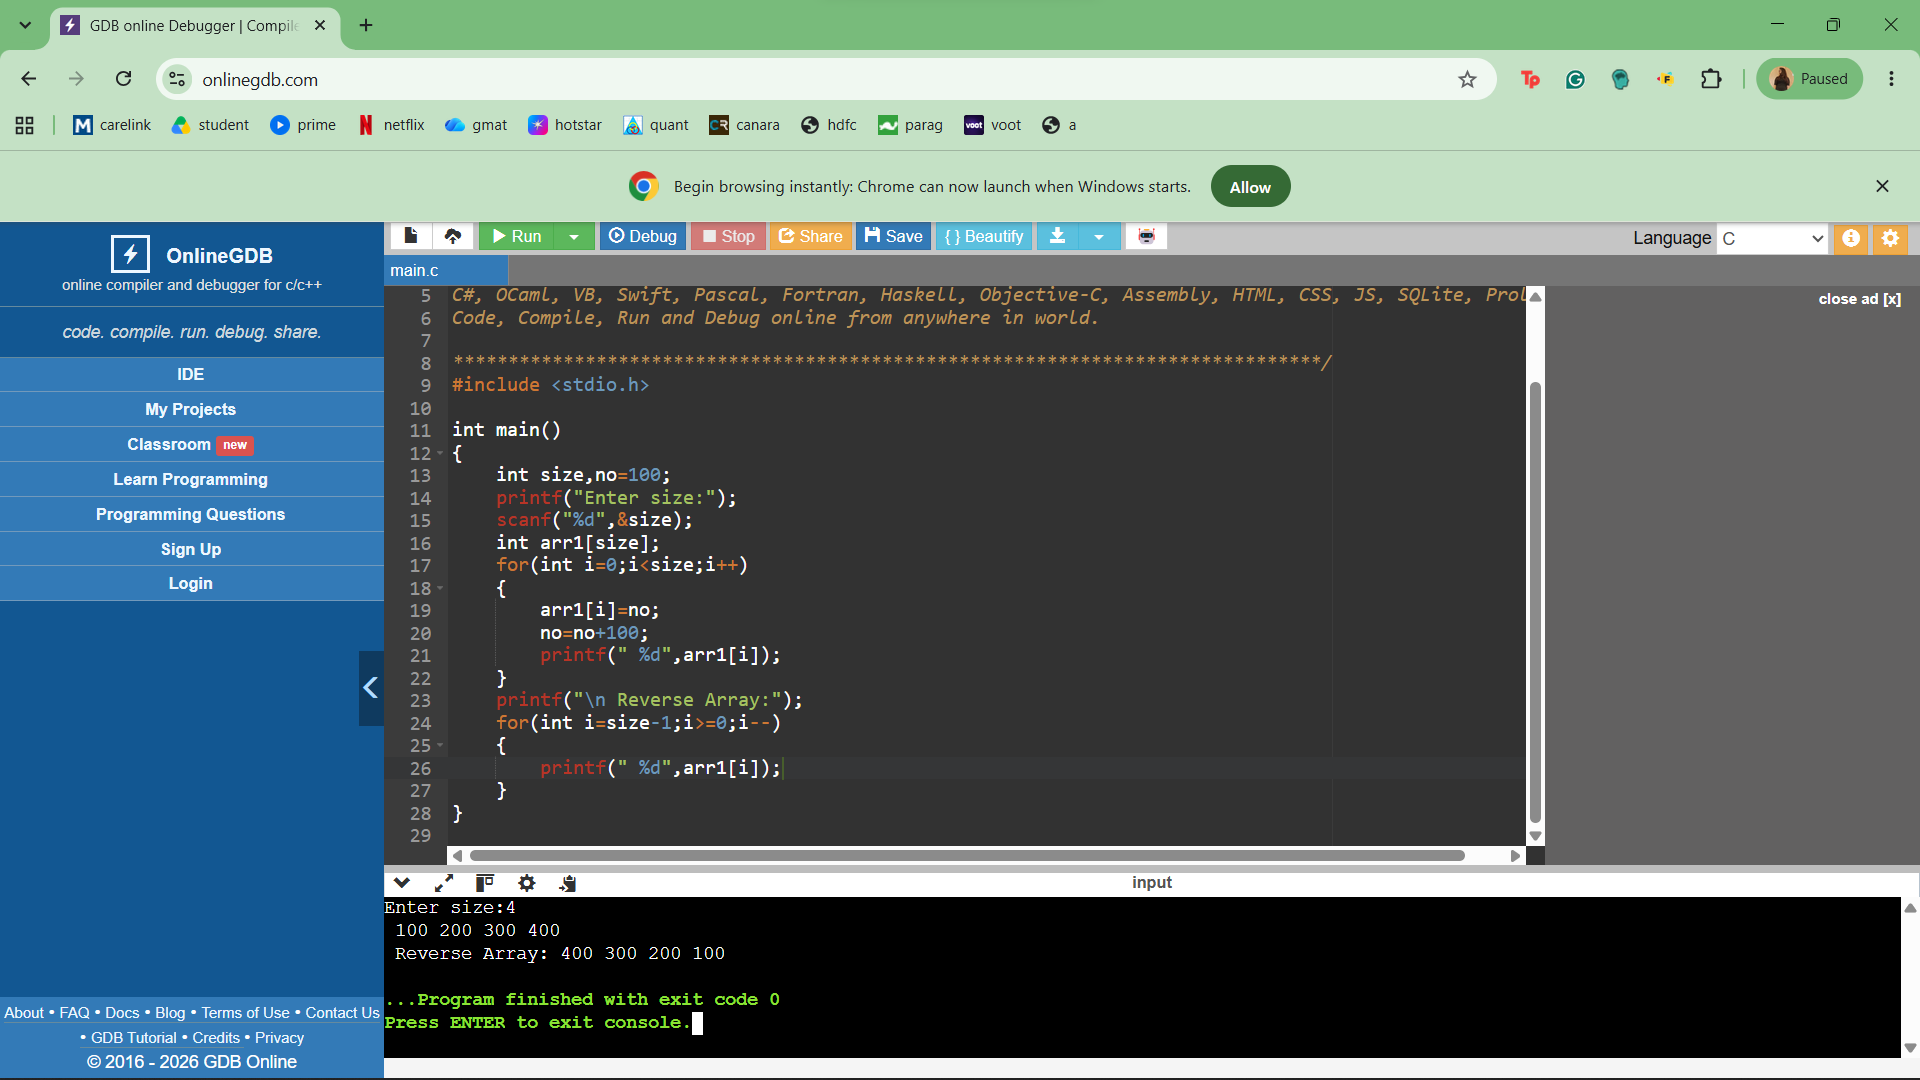 GDB online Debugger | Compile
onlinegdb.com
Paused
carelink student prime netflix gmat hotstar quant canara hdfc parag voot a
Begin browsing instantly: Chrome can now launch when Windows starts. Allow
OnlineGDB
online compiler and debugger for c/c++
code. compile. run. debug. share.
IDE
My Projects
Classroom new
Learn Programming
Programming Questions
Sign Up
Login
About • FAQ • Docs • Blog • Terms of Use • Contact Us
• GDB Tutorial • Credits • Privacy
© 2016 - 2026 GDB Online
Run Debug Stop Share Save { } Beautify Language C
main.c
close ad [x]
5 C#, OCaml, VB, Swift, Pascal, Fortran, Haskell, Objective-C, Assembly, HTML, CSS, JS, SQLite, Prol
6 Code, Compile, Run and Debug online from anywhere in world.
7
8 *******************************************************************************/
9 #include <stdio.h>
10
11 int main()
12 {
13     int size,no=100;
14     printf("Enter size:");
15     scanf("%d",&size);
16     int arr1[size];
17     for(int i=0;i<size;i++)
18     {
19         arr1[i]=no;
20         no=no+100;
21         printf(" %d",arr1[i]);
22     }
23     printf("\n Reverse Array:");
24     for(int i=size-1;i>=0;i--)
25     {
26         printf(" %d",arr1[i]);
27     }
28 }
29
input
Enter size:4
 100 200 300 400
 Reverse Array: 400 300 200 100
...Program finished with exit code 0
Press ENTER to exit console.